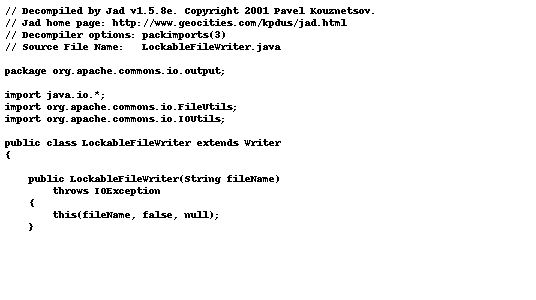 // Decompiled by Jad v1.5.8e. Copyright 2001 Pavel Kouznetsov.
// Jad home page: http://www.geocities.com/kpdus/jad.html
// Decompiler options: packimports(3)
// Source File Name:   LockableFileWriter.java
package org.apache.commons.io.output;
import java.io.*;
import org.apache.commons.io.FileUtils;
import org.apache.commons.io.IOUtils;
public class LockableFileWriter extends Writer
{
    public LockableFileWriter(String fileName)
        throws IOException
    {
        this(fileName, false, null);
    }